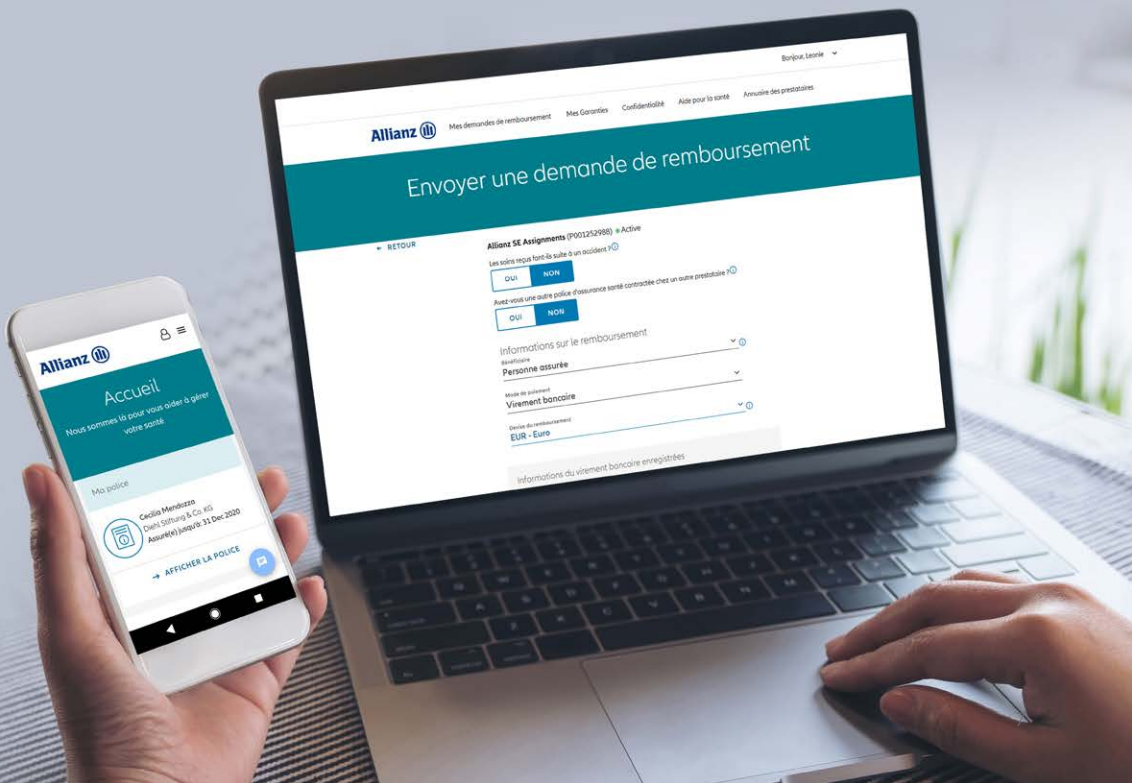 Allianz
Accueil
Nous sommes là pour vous aider à gérer
votre santé
Ma police
Cecilia Mendozza
Diehl Stiftung & Co. KG
Assuré(e) jusqu'à: 31 Dec 2020
→ AFFICHER LA POLICE
Bonjour, Leonie
Allianz
Mes demandes de remboursement Mes Garanties Confidentialité Aide pour la santé Annuaire des prestataires
Envoyer une demande de remboursement
← RETOUR
Allianz SE Assignments (P001252988) Active
Les soins reçus font-ils suite à un accident ?
OUI NON
Avez-vous une autre police d'assurance santé contractée chez un autre prestataire ?
OUI NON
Informations sur le remboursement
Bénéficiaire
Personne assurée
Mode de paiement
Virement bancaire
Devise du remboursement
EUR - Euro
Informations du virement bancaire enregistrées